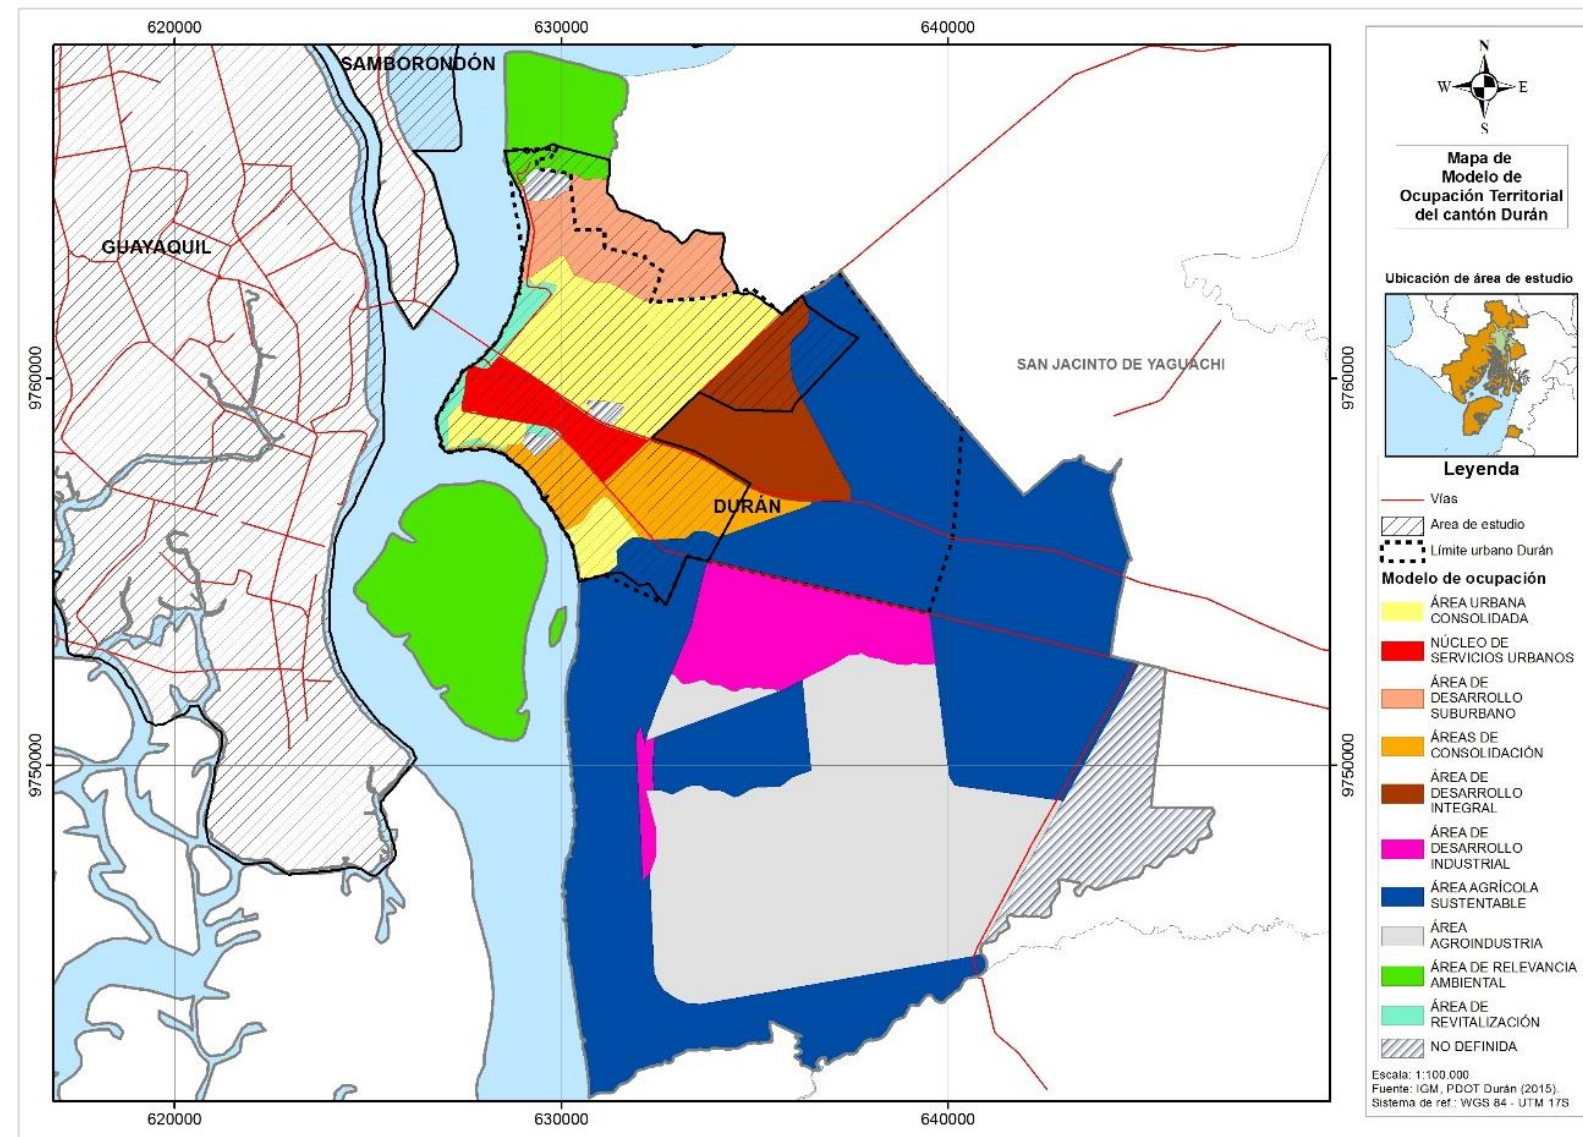 620000
630000
640000
SAMBORONDÓN
GUAYAQUIL
9760000
SAN JACINTO DE YAGUACHI
9760000
DURÁN
9750000
9750000
620000
630000
640000
N
W
E
S
Mapa de
Modelo de
Ocupación Territorial
del cantón Durán
Ubicación de área de estudio
Leyenda
Vías
Area de estudio
Límite urbano Durán
Modelo de ocupación
ÁREA URBANA
CONSOLIDADA
NÚCLEO DE
SERVICIOS URBANOS
ÁREA DE
DESARROLLO
SUBURBANO
ÁREAS DE
CONSOLIDACIÓN
ÁREA DE
DESARROLLO
INTEGRAL
ÁREA DE
DESARROLLO
INDUSTRIAL
ÁREA AGRÍCOLA
SUSTENTABLE
ÁREA
AGROINDUSTRIA
ÁREA DE RELEVANCIA
AMBIENTAL
ÁREA DE
REVITALIZACIÓN
NO DEFINIDA
Escala: 1:100.000
Fuente: IGM, PDOT Durán (2015).
Sistema de ref.: WGS 84 - UTM 17S